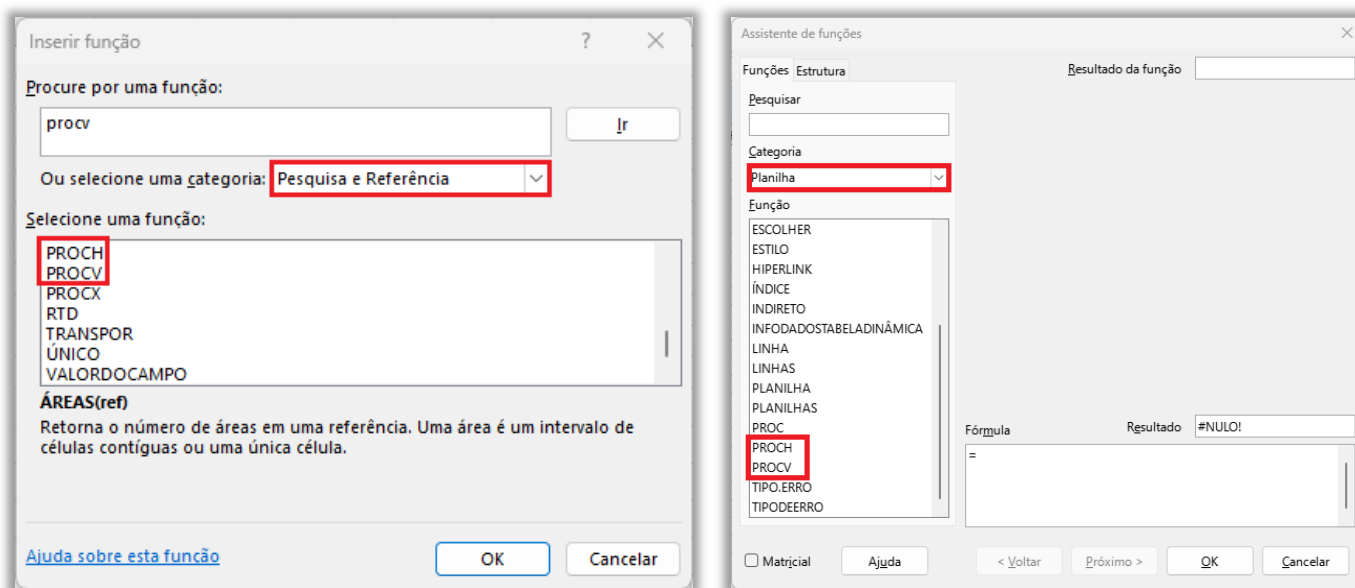 Inserir função
?
Procure por uma função:
procv
Ir
Ou selecione uma categoria: Pesquisa e Referência
Selecione uma função:
PROCH
PROCV
PROCX
RTD
TRANSPOR
ÚNICO
VALORDOCAMPO
ÁREAS(ref)
Retorna o número de áreas em uma referência. Uma área é um intervalo de
células contíguas ou uma única célula.
Ajuda sobre esta função
OK Cancelar
Assistente de funções
Funções Estrutura
Resultado da função
Pesquisar
Categoria
Planilha
Função
ESCOLHER
ESTILO
HIPERLINK
ÍNDICE
INDIRETO
INFODADOSTABELADINÂMICA
LINHA
LINHAS
PLANILHA
PLANILHAS
PROC
PROCH
PROCV
TIPO.ERRO
TIPODEERRO
Fórmula
Resultado #NULO!
=
Matricial Ajuda < Voltar Próximo > OK Cancelar